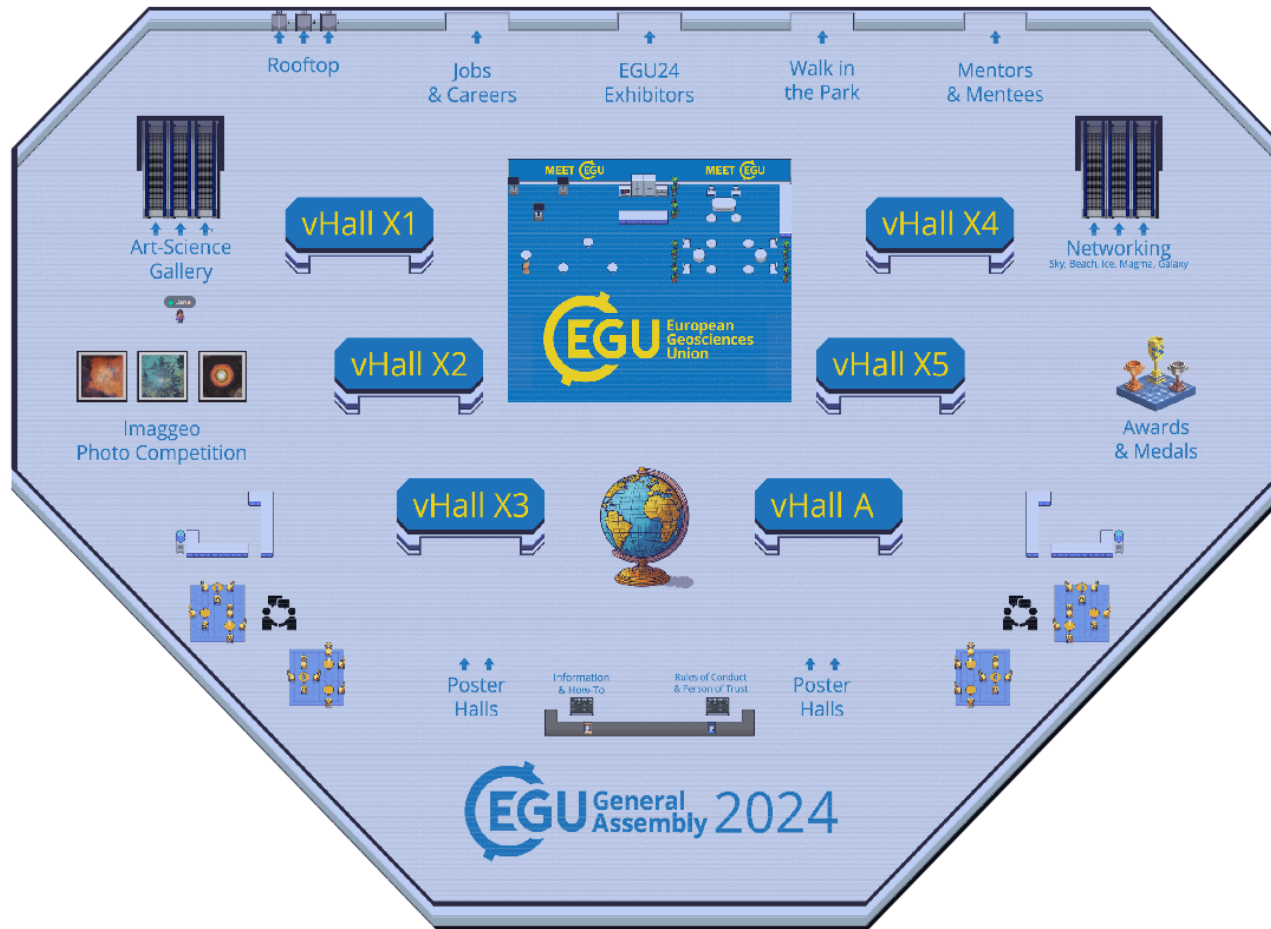 Rooftop
Jobs
& Careers
EGU24
Exhibitors
Walk in
the Park
Mentors
& Mentees
MEET EGU
MEET EGU
vHall X1
vHall X4
Art-Science
Gallery
Networking
Sky, Beach, Ice, Magma, Galaxy
Jana
EGU
European
Geosciences
Union
vHall X2
vHall X5
Imaggeo
Photo Competition
Awards
& Medals
vHall X3
vHall A
Poster
Halls
Information
& How-To
Rules of Conduct
& Person of Trust
Poster
Halls
EGU General
Assembly 2024